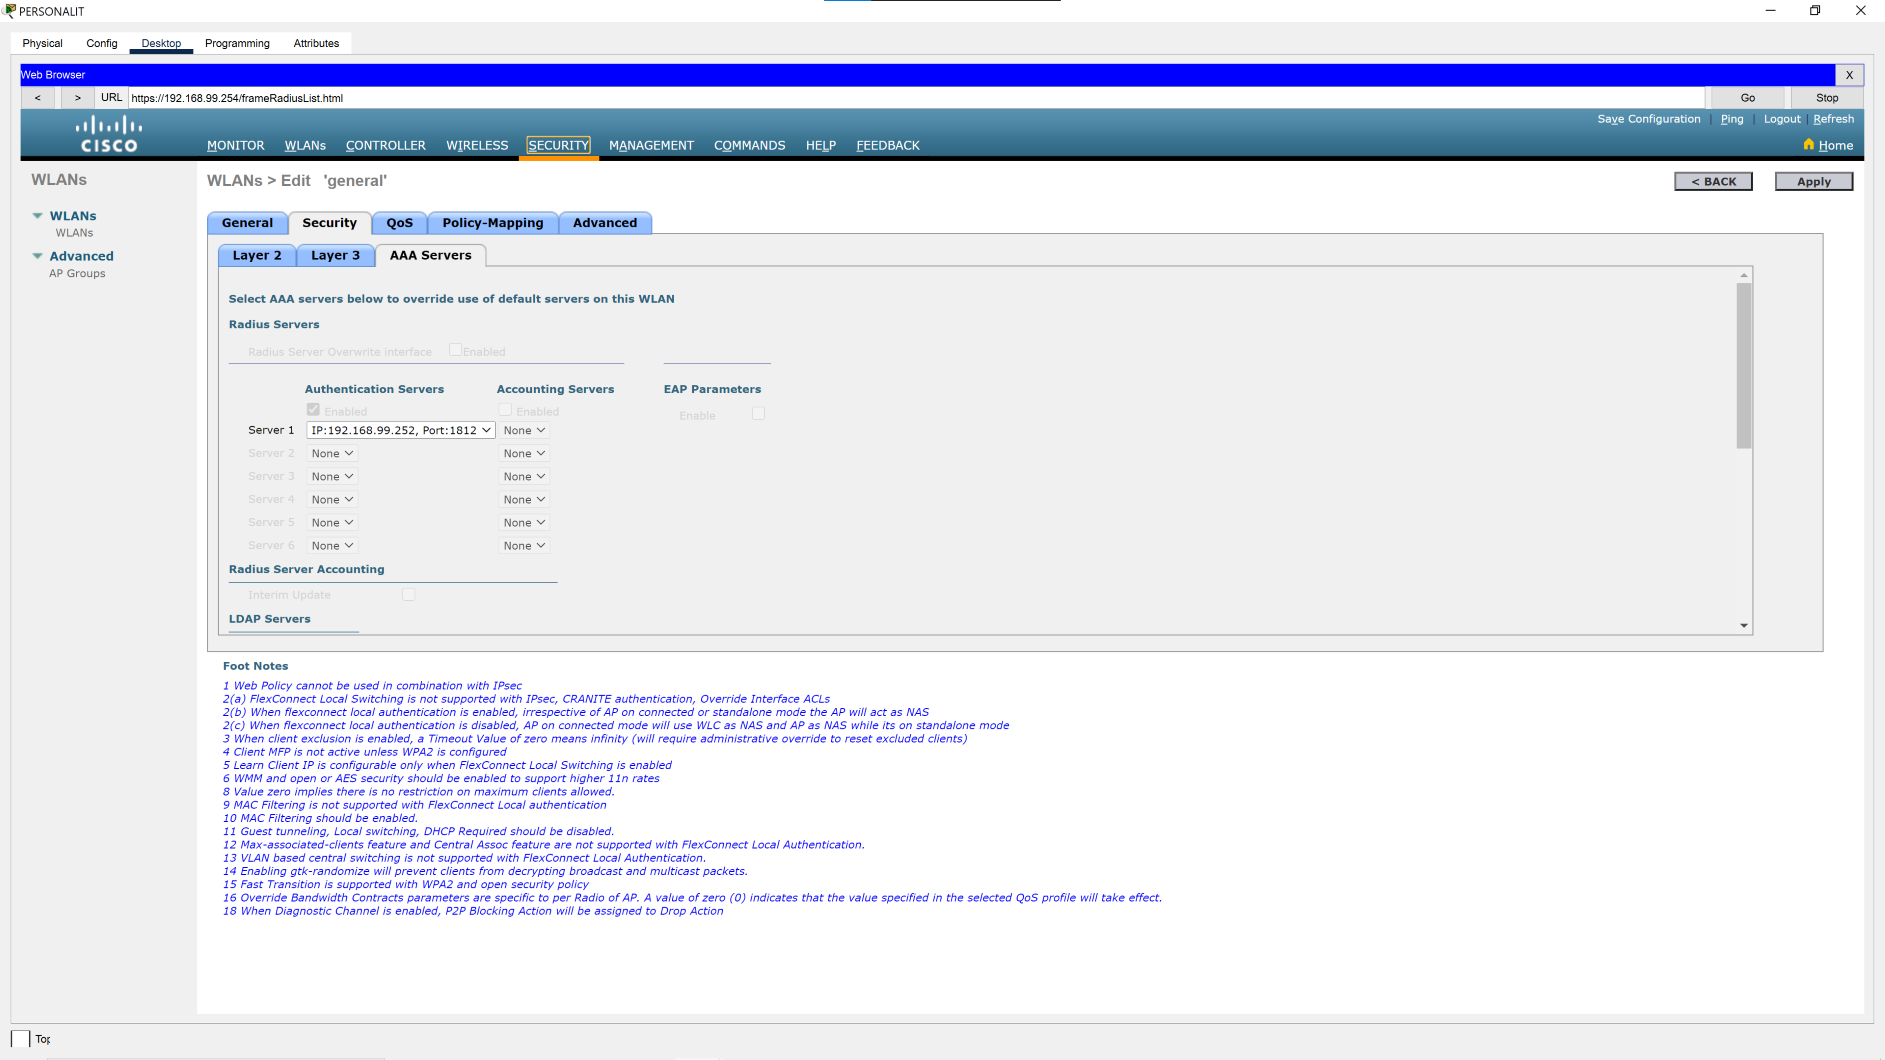 PERSONALIT
Physical Config Desktop Programming Attributes
Web Browser X
< > URL https://192.168.99.254/frameRadiusList.html Go Stop
Save Configuration | Ping | Logout | Refresh
CISCO MONITOR WLANs CONTROLLER WIRELESS SECURITY MANAGEMENT COMMANDS HELP FEEDBACK Home
WLANs
WLANs
WLANs
Advanced
AP Groups
WLANs > Edit 'general' < BACK Apply
General Security QoS Policy-Mapping Advanced
Layer 2 Layer 3 AAA Servers
Select AAA servers below to override use of default servers on this WLAN
Radius Servers
Radius Server Overwrite interface Enabled
Authentication Servers Accounting Servers EAP Parameters
Enabled Enabled Enable
Server 1 IP:192.168.99.252, Port:1812 None
Server 2 None None
Server 3 None None
Server 4 None None
Server 5 None None
Server 6 None None
Radius Server Accounting
Interim Update
LDAP Servers
Foot Notes
1 Web Policy cannot be used in combination with IPsec
2(a) FlexConnect Local Switching is not supported with IPsec, CRANITE authentication, Override Interface ACLs
2(b) When flexconnect local authentication is enabled, irrespective of AP on connected or standalone mode the AP will act as NAS
2(c) When flexconnect local authentication is disabled, AP on connected mode will use WLC as NAS and AP as NAS while its on standalone mode
3 When client exclusion is enabled, a Timeout Value of zero means infinity (will require administrative override to reset excluded clients)
4 Client MFP is not active unless WPA2 is configured
5 Learn Client IP is configurable only when FlexConnect Local Switching is enabled
6 WMM and open or AES security should be enabled to support higher 11n rates
8 Value zero implies there is no restriction on maximum clients allowed.
9 MAC Filtering is not supported with FlexConnect Local authentication
10 MAC Filtering should be enabled.
11 Guest tunneling, Local switching, DHCP Required should be disabled.
12 Max-associated-clients feature and Central Assoc feature are not supported with FlexConnect Local Authentication.
13 VLAN based central switching is not supported with FlexConnect Local Authentication.
14 Enabling gtk-randomize will prevent clients from decrypting broadcast and multicast packets.
15 Fast Transition is supported with WPA2 and open security policy
16 Override Bandwidth Contracts parameters are specific to per Radio of AP. A value of zero (0) indicates that the value specified in the selected QoS profile will take effect.
18 When Diagnostic Channel is enabled, P2P Blocking Action will be assigned to Drop Action
Top